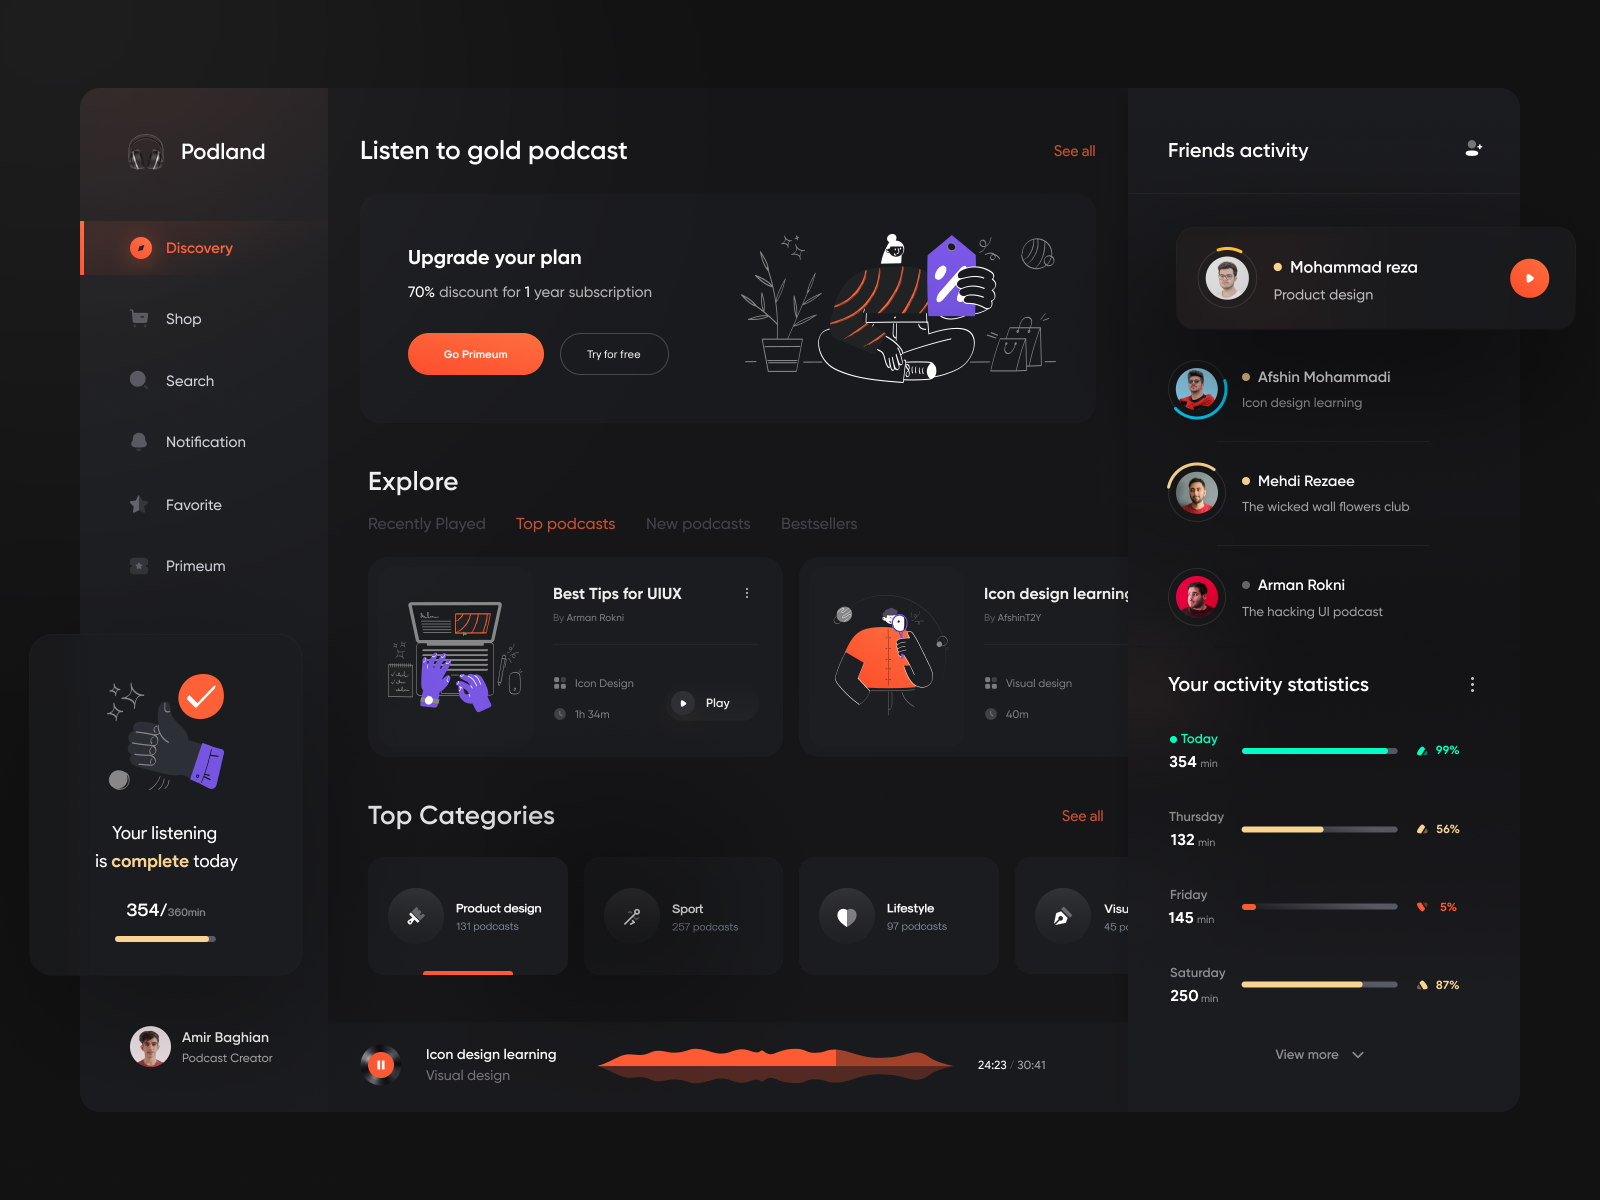 Podland
Discovery
Shop
Search
Notification
Favorite
Primeum
Your listening
is complete today
354/360min
Amir Baghian
Podcast Creator
Listen to gold podcast
See all
Upgrade your plan
70% discount for 1 year subscription
Go Primeum
Try for free
Explore
Recently Played
Top podcasts
New podcasts
Bestsellers
Best Tips for UIUX
By Arman Rokni
Icon Design
1h 34m
Play
Icon design learning
By AfshinT2Y
Visual design
40m
Top Categories
See all
Product design
131 podcasts
Sport
257 podcasts
Lifestyle
97 podcasts
Visu
45 po
Icon design learning
Visual design
24:23 / 30:41
Friends activity
Mohammad reza
Product design
Afshin Mohammadi
Icon design learning
Mehdi Rezaee
The wicked wall flowers club
Arman Rokni
The hacking UI podcast
Your activity statistics
Today
354 min
99%
Thursday
132 min
56%
Friday
145 min
5%
Saturday
250 min
87%
View more